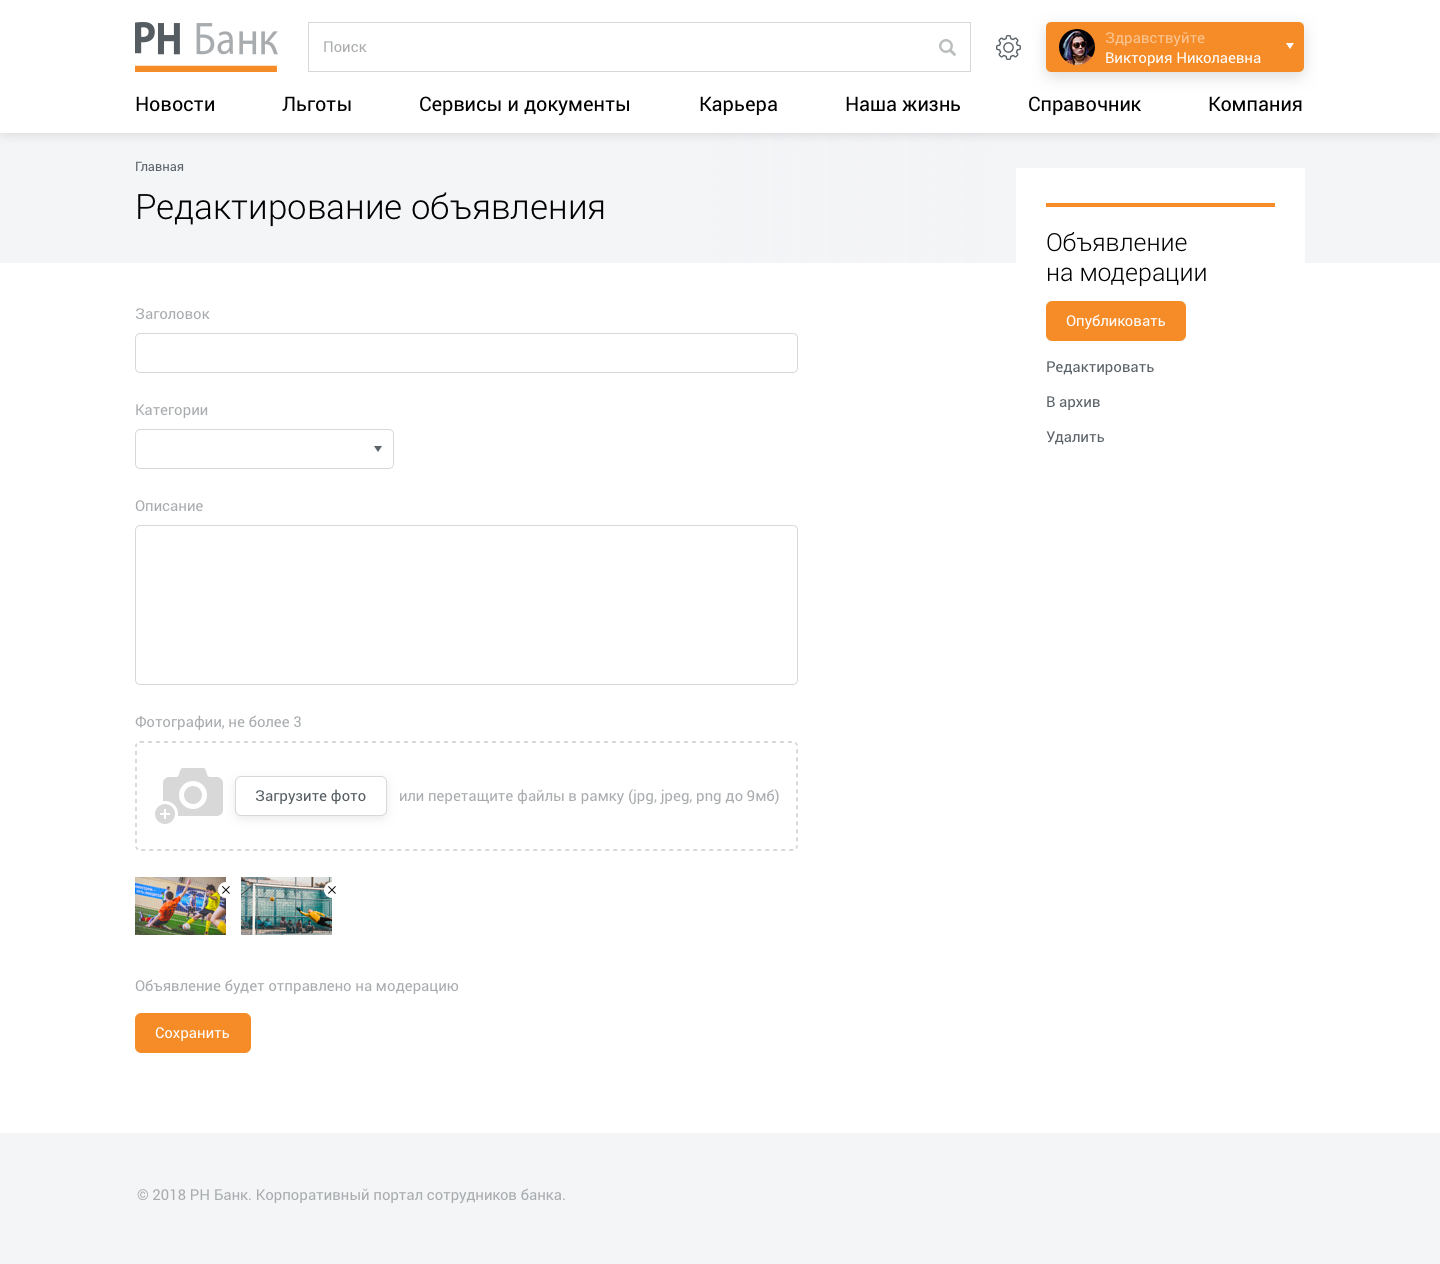 РН Банк
Поиск
Здравствуйте
Виктория Николаевна
Новости
Льготы
Сервисы и документы
Карьера
Наша жизнь
Справочник
Компания
Главная
Редактирование объявления
Объявление
на модерации
Опубликовать
Редактировать
В архив
Удалить
Заголовок
Категории
Описание
Фотографии, не более 3
Загрузите фото
или перетащите файлы в рамку (jpg, jpeg, png до 9мб)
Объявление будет отправлено на модерацию
Сохранить
© 2018 РН Банк. Корпоративный портал сотрудников банка.